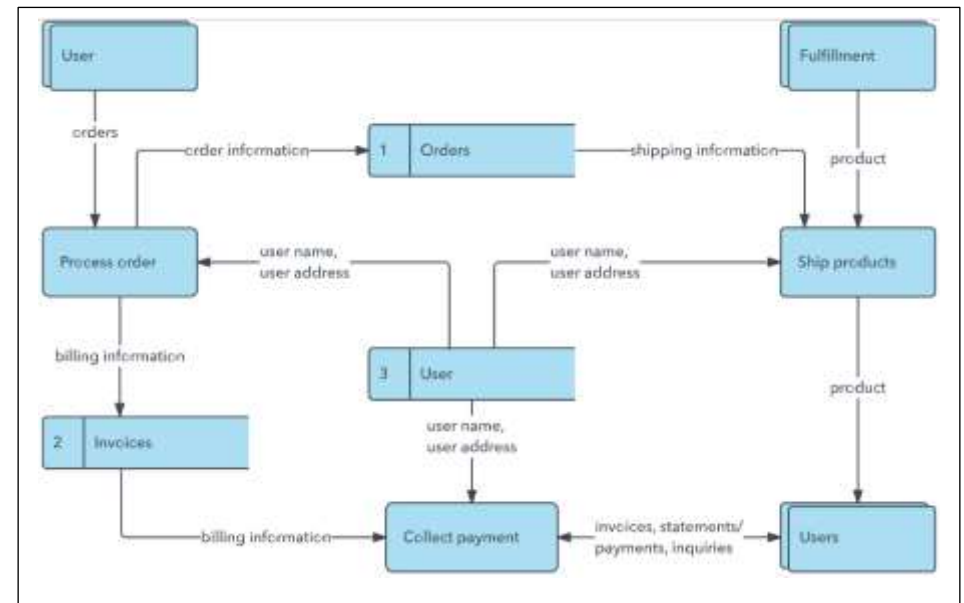 User
Fulfillment
orders
order information
1 Orders
shipping information
product
Process order
user name,
user address
user name,
user address
Ship products
billing information
3 User
product
user name,
user address
2 Invoices
billing information
Collect payment
invoices, statements/
payments, inquiries
Users